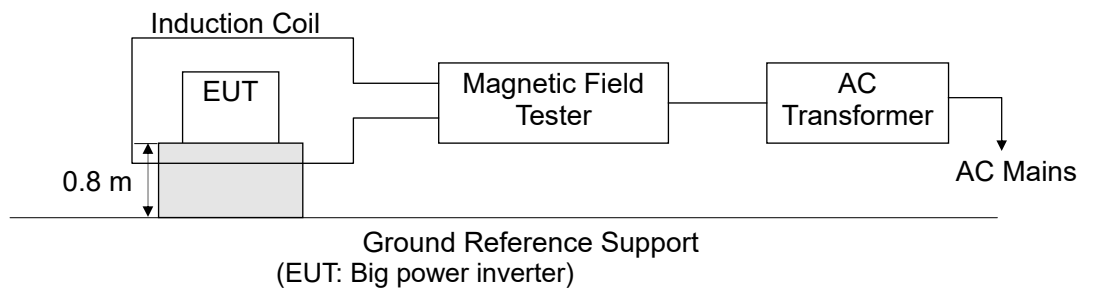 Induction Coil
EUT
Magnetic Field
Tester
AC
Transformer
0.8 m
AC Mains
Ground Reference Support
(EUT: Big power inverter)